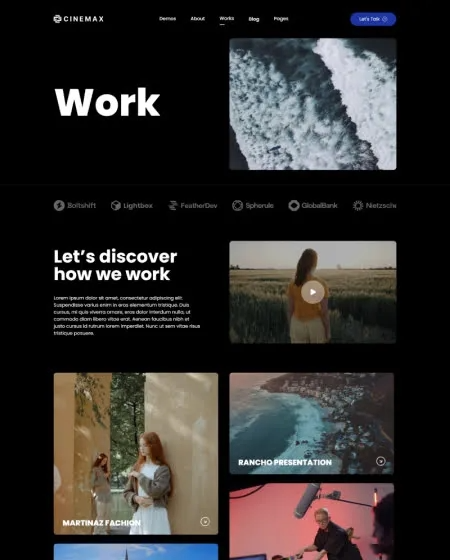 CINEMAX
Demos About Works Blog Pages Let's Talk
Work
Boltshift Lightbox FeatherDev Spherule GlobalBank Nietzsche
Let's discover
how we work
Lorem ipsum dolor sit amet, consectetur adipiscing elit.
Suspendisse varius enim in eros elementum tristique. Duis
cursus, mi quis viverra ornare, eros dolor interdum nulla, ut
commodo diam libero vitae erat. Aenean faucibus nibh et
justo cursus id rutrum lorem imperdiet. Nunc ut sem vitae risus
tristique posuere.
RANCHO PRESENTATION
MARTINAZ FACHION